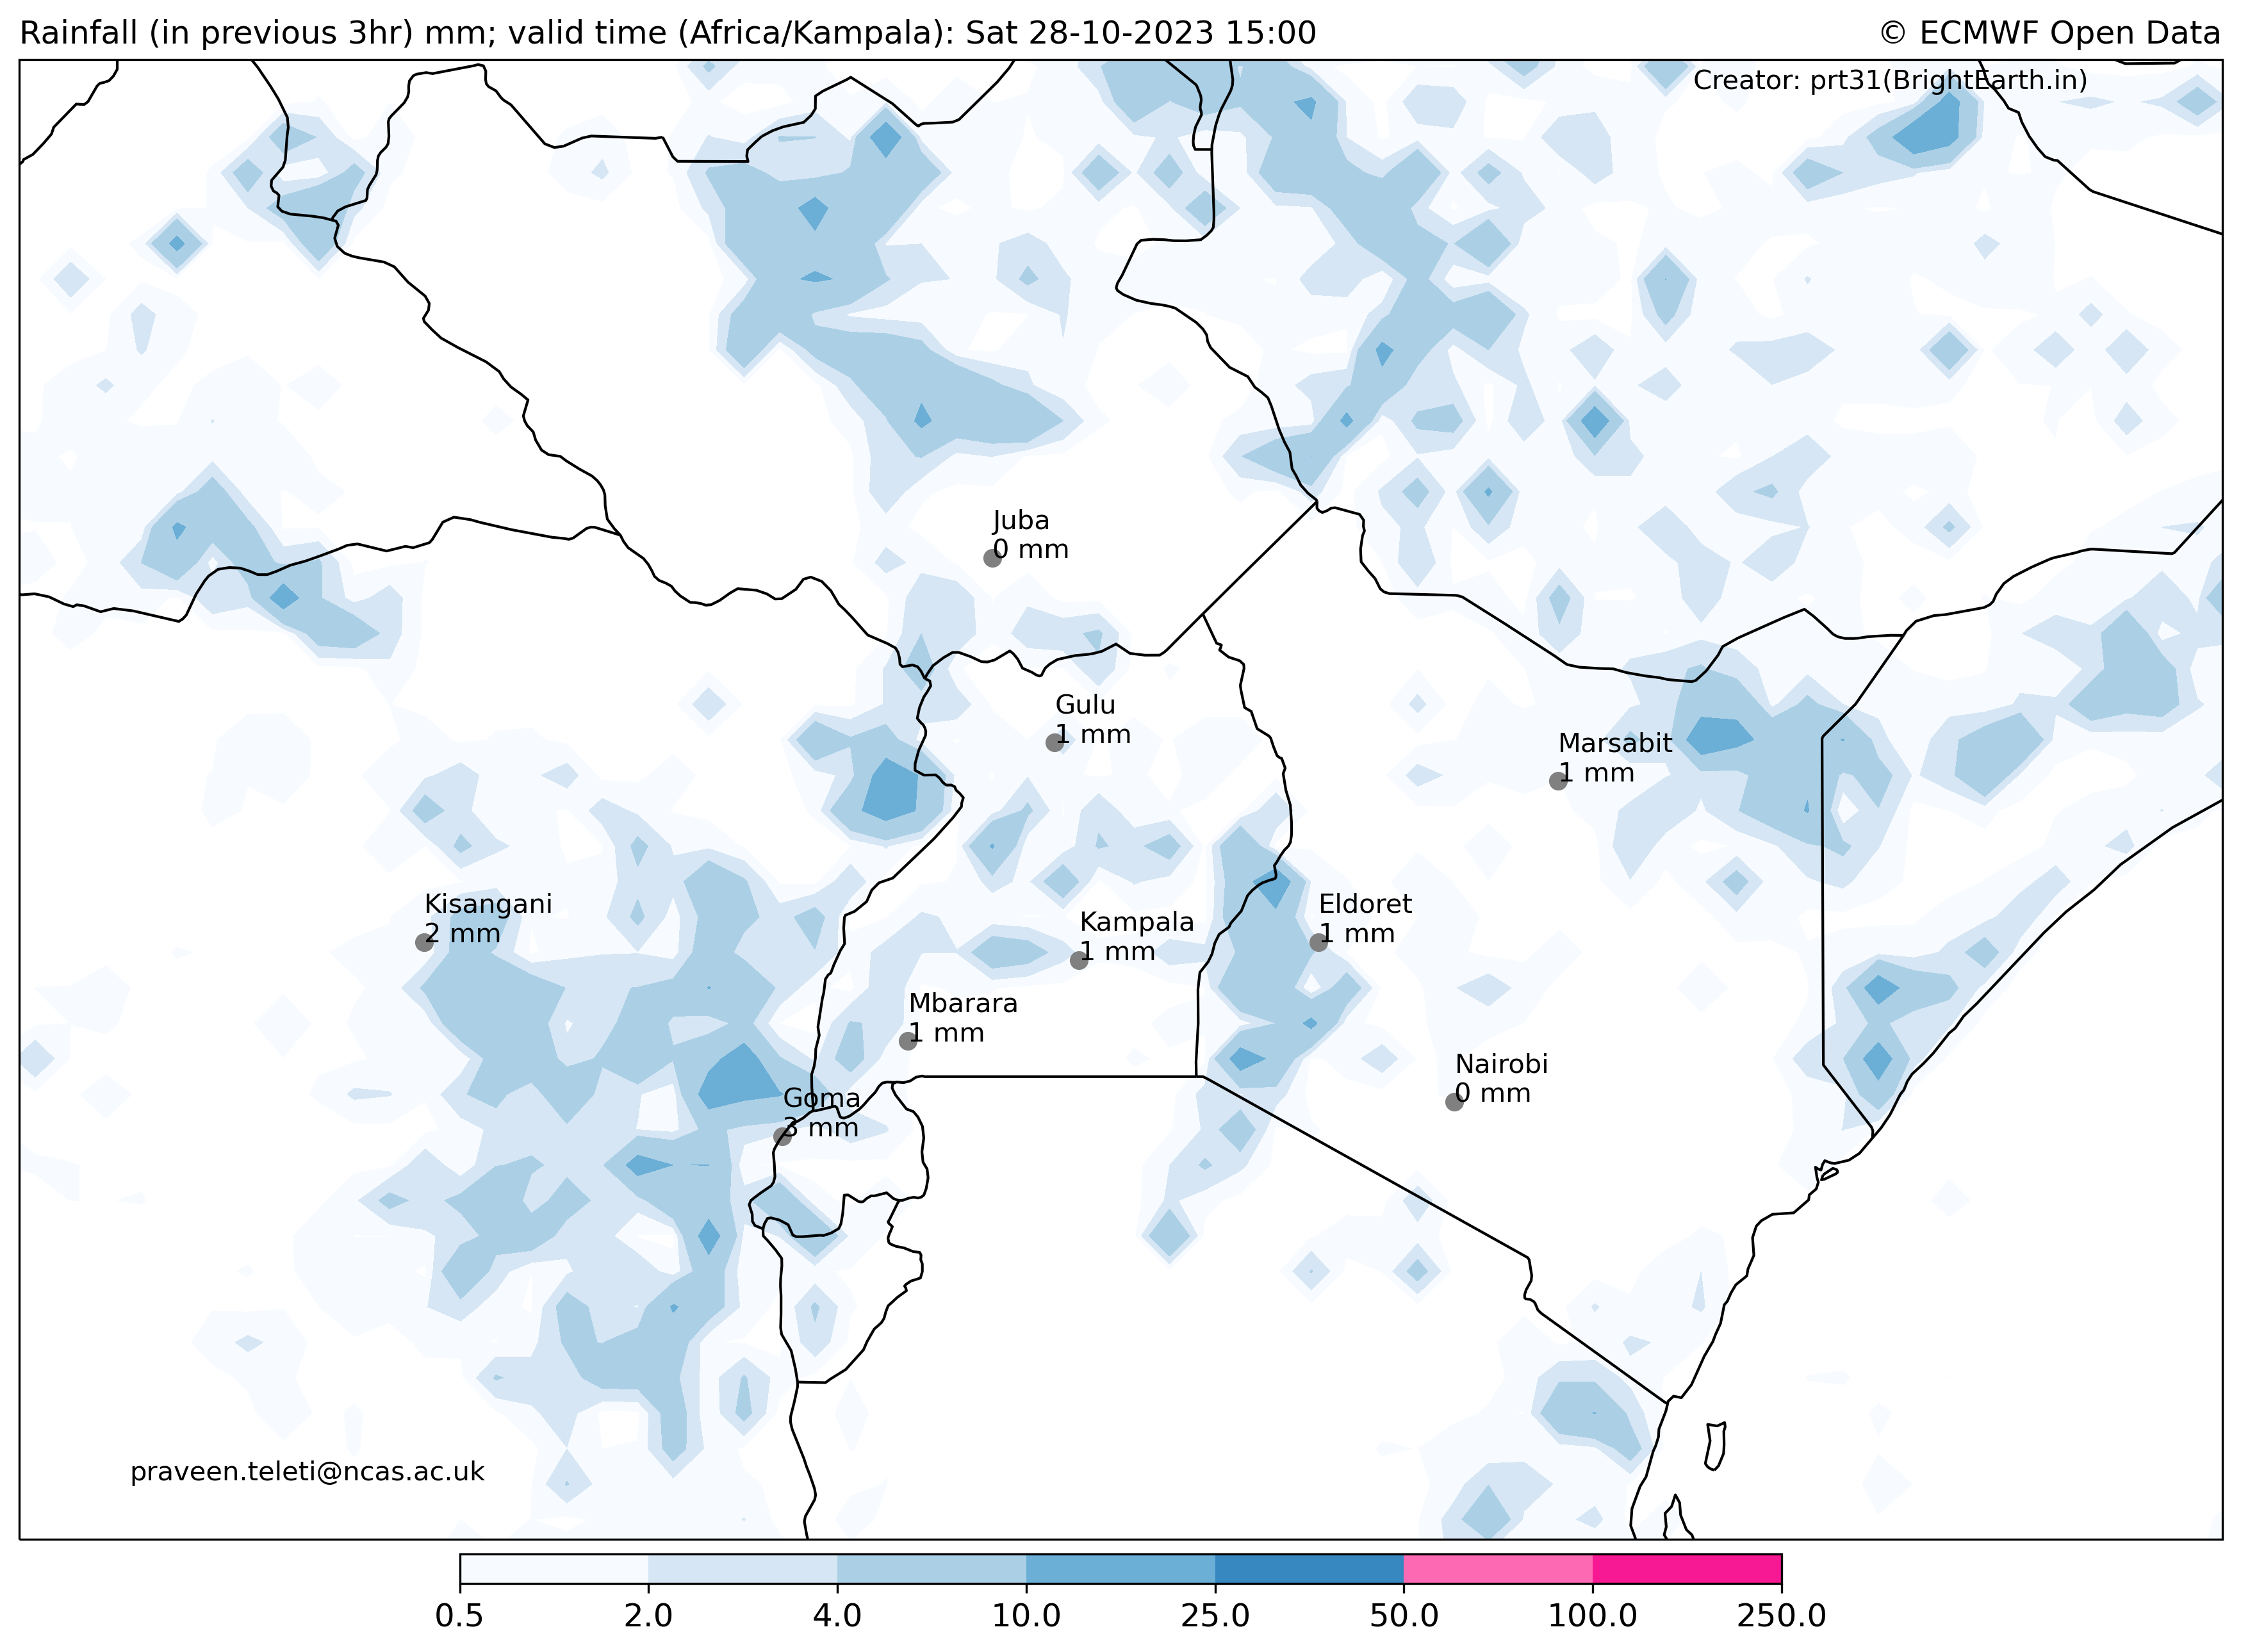 Rainfall (in previous 3hr) mm; valid time (Africa/Kampala): Sat 28-10-2023 15:00
© ECMWF Open Data
Creator: prt31(BrightEarth.in)
Juba
0 mm
Gulu
1 mm
Marsabit
1 mm
Kisangani
2 mm
Eldoret
1 mm
Kampala
1 mm
Mbarara
1 mm
Nairobi
0 mm
Goma
3 mm
praveen.teleti@ncas.ac.uk
0.5 2.0 4.0 10.0 25.0 50.0 100.0 250.0